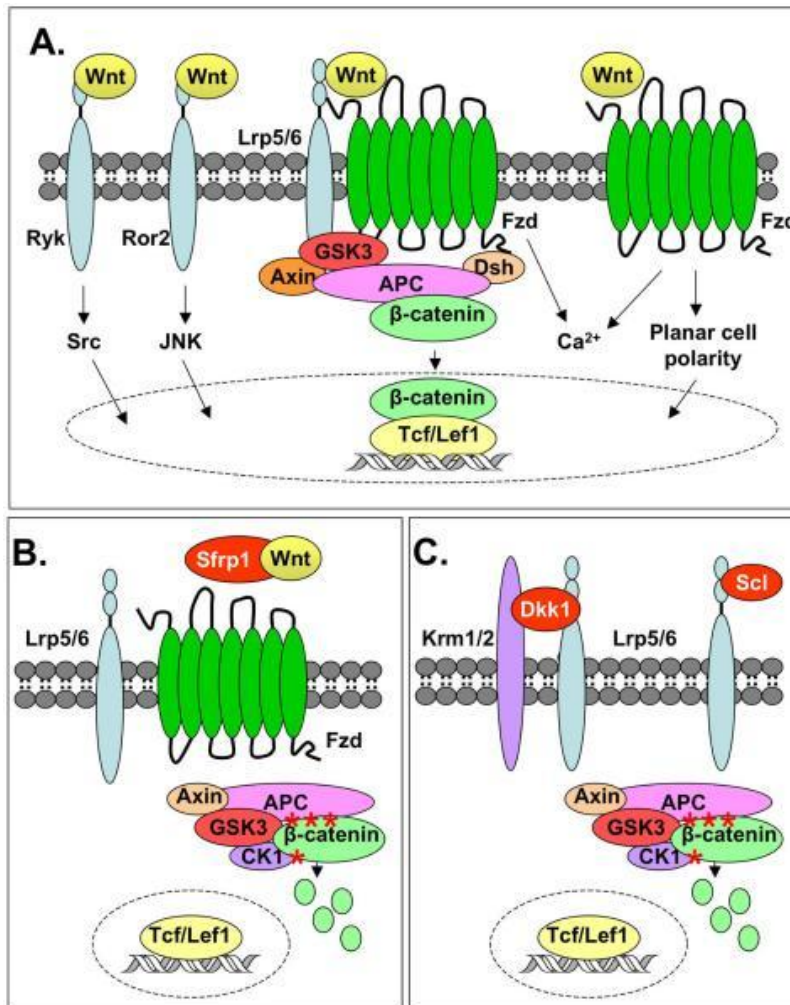 A.
Wnt
Wnt
Wnt
Wnt
Lrp5/6
Ryk
Ror2
Fzd
Fzd
GSK3
Axin
APC
Dsh
β-catenin
Src
JNK
Ca²⁺
Planar cell
polarity
β-catenin
Tcf/Lef1
B.
Sfrp1
Wnt
Lrp5/6
Fzd
Axin
APC
GSK3
* * *
β-catenin
CK1
*
Tcf/Lef1
C.
Scl
Dkk1
Krm1/2
Lrp5/6
Axin
APC
GSK3
* * *
β-catenin
CK1
*
Tcf/Lef1